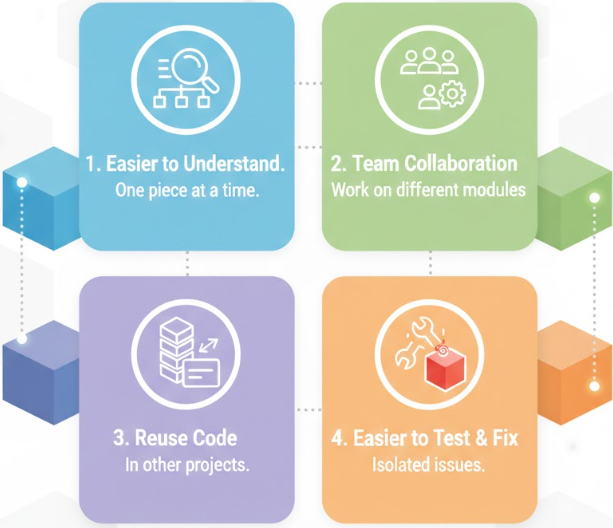 1. Easier to Understand.
One piece at a time.
2. Team Collaboration
Work on different modules
3. Reuse Code
In other projects.
4. Easier to Test & Fix
Isolated issues.